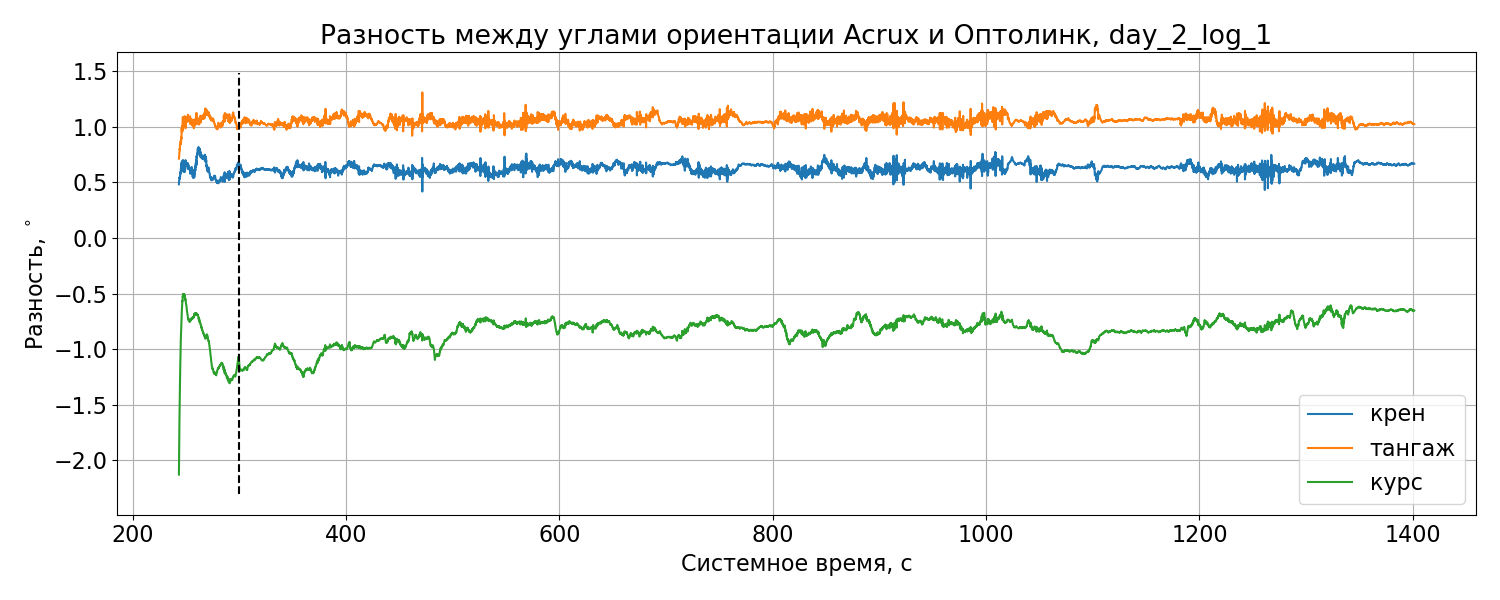 Разность между углами ориентации Acrux и Оптолинк, day_2_log_1
Разность, °
1.5
1.0
0.5
0.0
−0.5
−1.0
−1.5
−2.0
крен
тангаж
курс
200
400
600
800
1000
1200
1400
Системное время, с